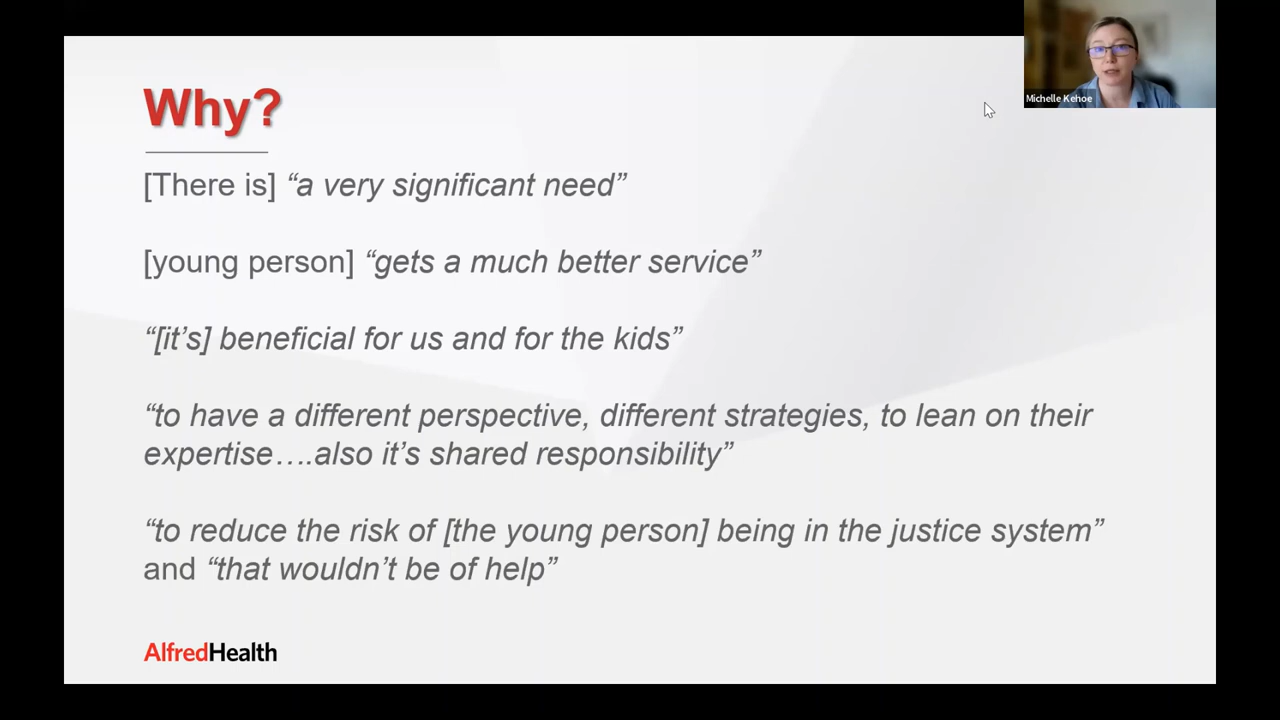 Why?
Michelle Kehoe
[There is] “a very significant need”
[young person] “gets a much better service”
“[it’s] beneficial for us and for the kids”
“to have a different perspective, different strategies, to lean on their
expertise….also it’s shared responsibility”
“to reduce the risk of [the young person] being in the justice system”
and “that wouldn’t be of help”
AlfredHealth